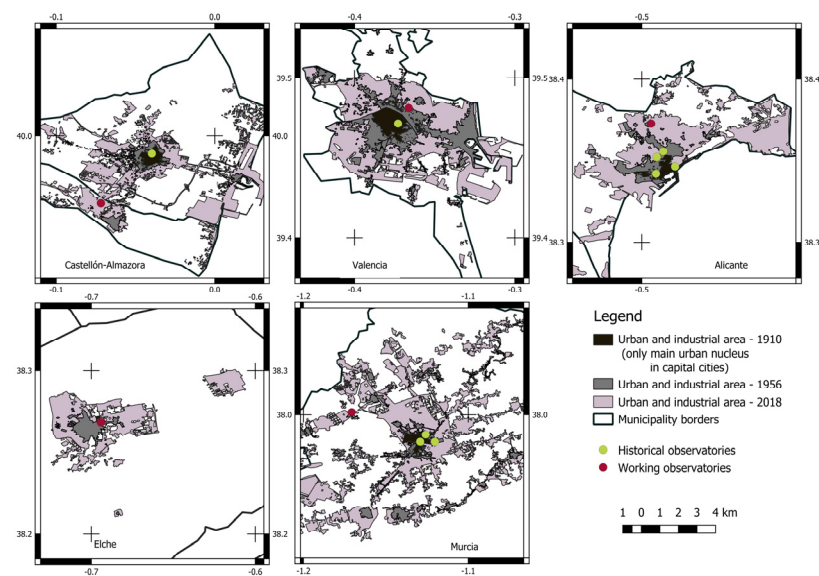 -0.1 0.0
40.0 40.0
Castellón-Almazora
-0.1 0.0
-0.4 -0.3
39.5 39.5
39.4 39.4
Valencia
-0.4 -0.3
-0.5
38.4 38.4
38.3 38.3
Alicante
-0.5
-0.7 -0.6
38.3 38.3
38.2 38.2
Elche
-0.7 -0.6
-1.2 -1.1
38.0 38.0
Murcia
-1.2 -1.1
Legend
Urban and industrial area - 1910
(only main urban nucleus
in capital cities)
Urban and industrial area - 1956
Urban and industrial area - 2018
Municipality borders
Historical observatories
Working observatories
1 0 1 2 3 4 km